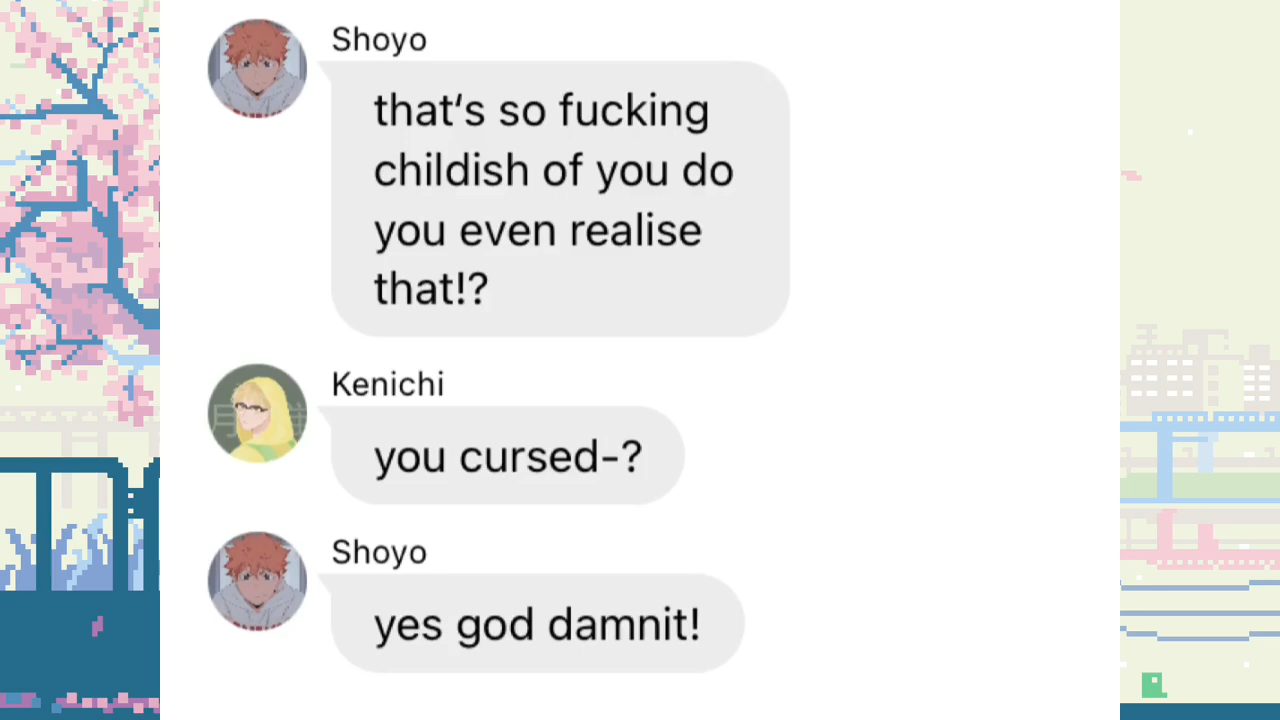 Shoyo
that‘s so fucking
childish of you do
you even realise
that!?
Kenichi
you cursed-?
Shoyo
yes god damnit!